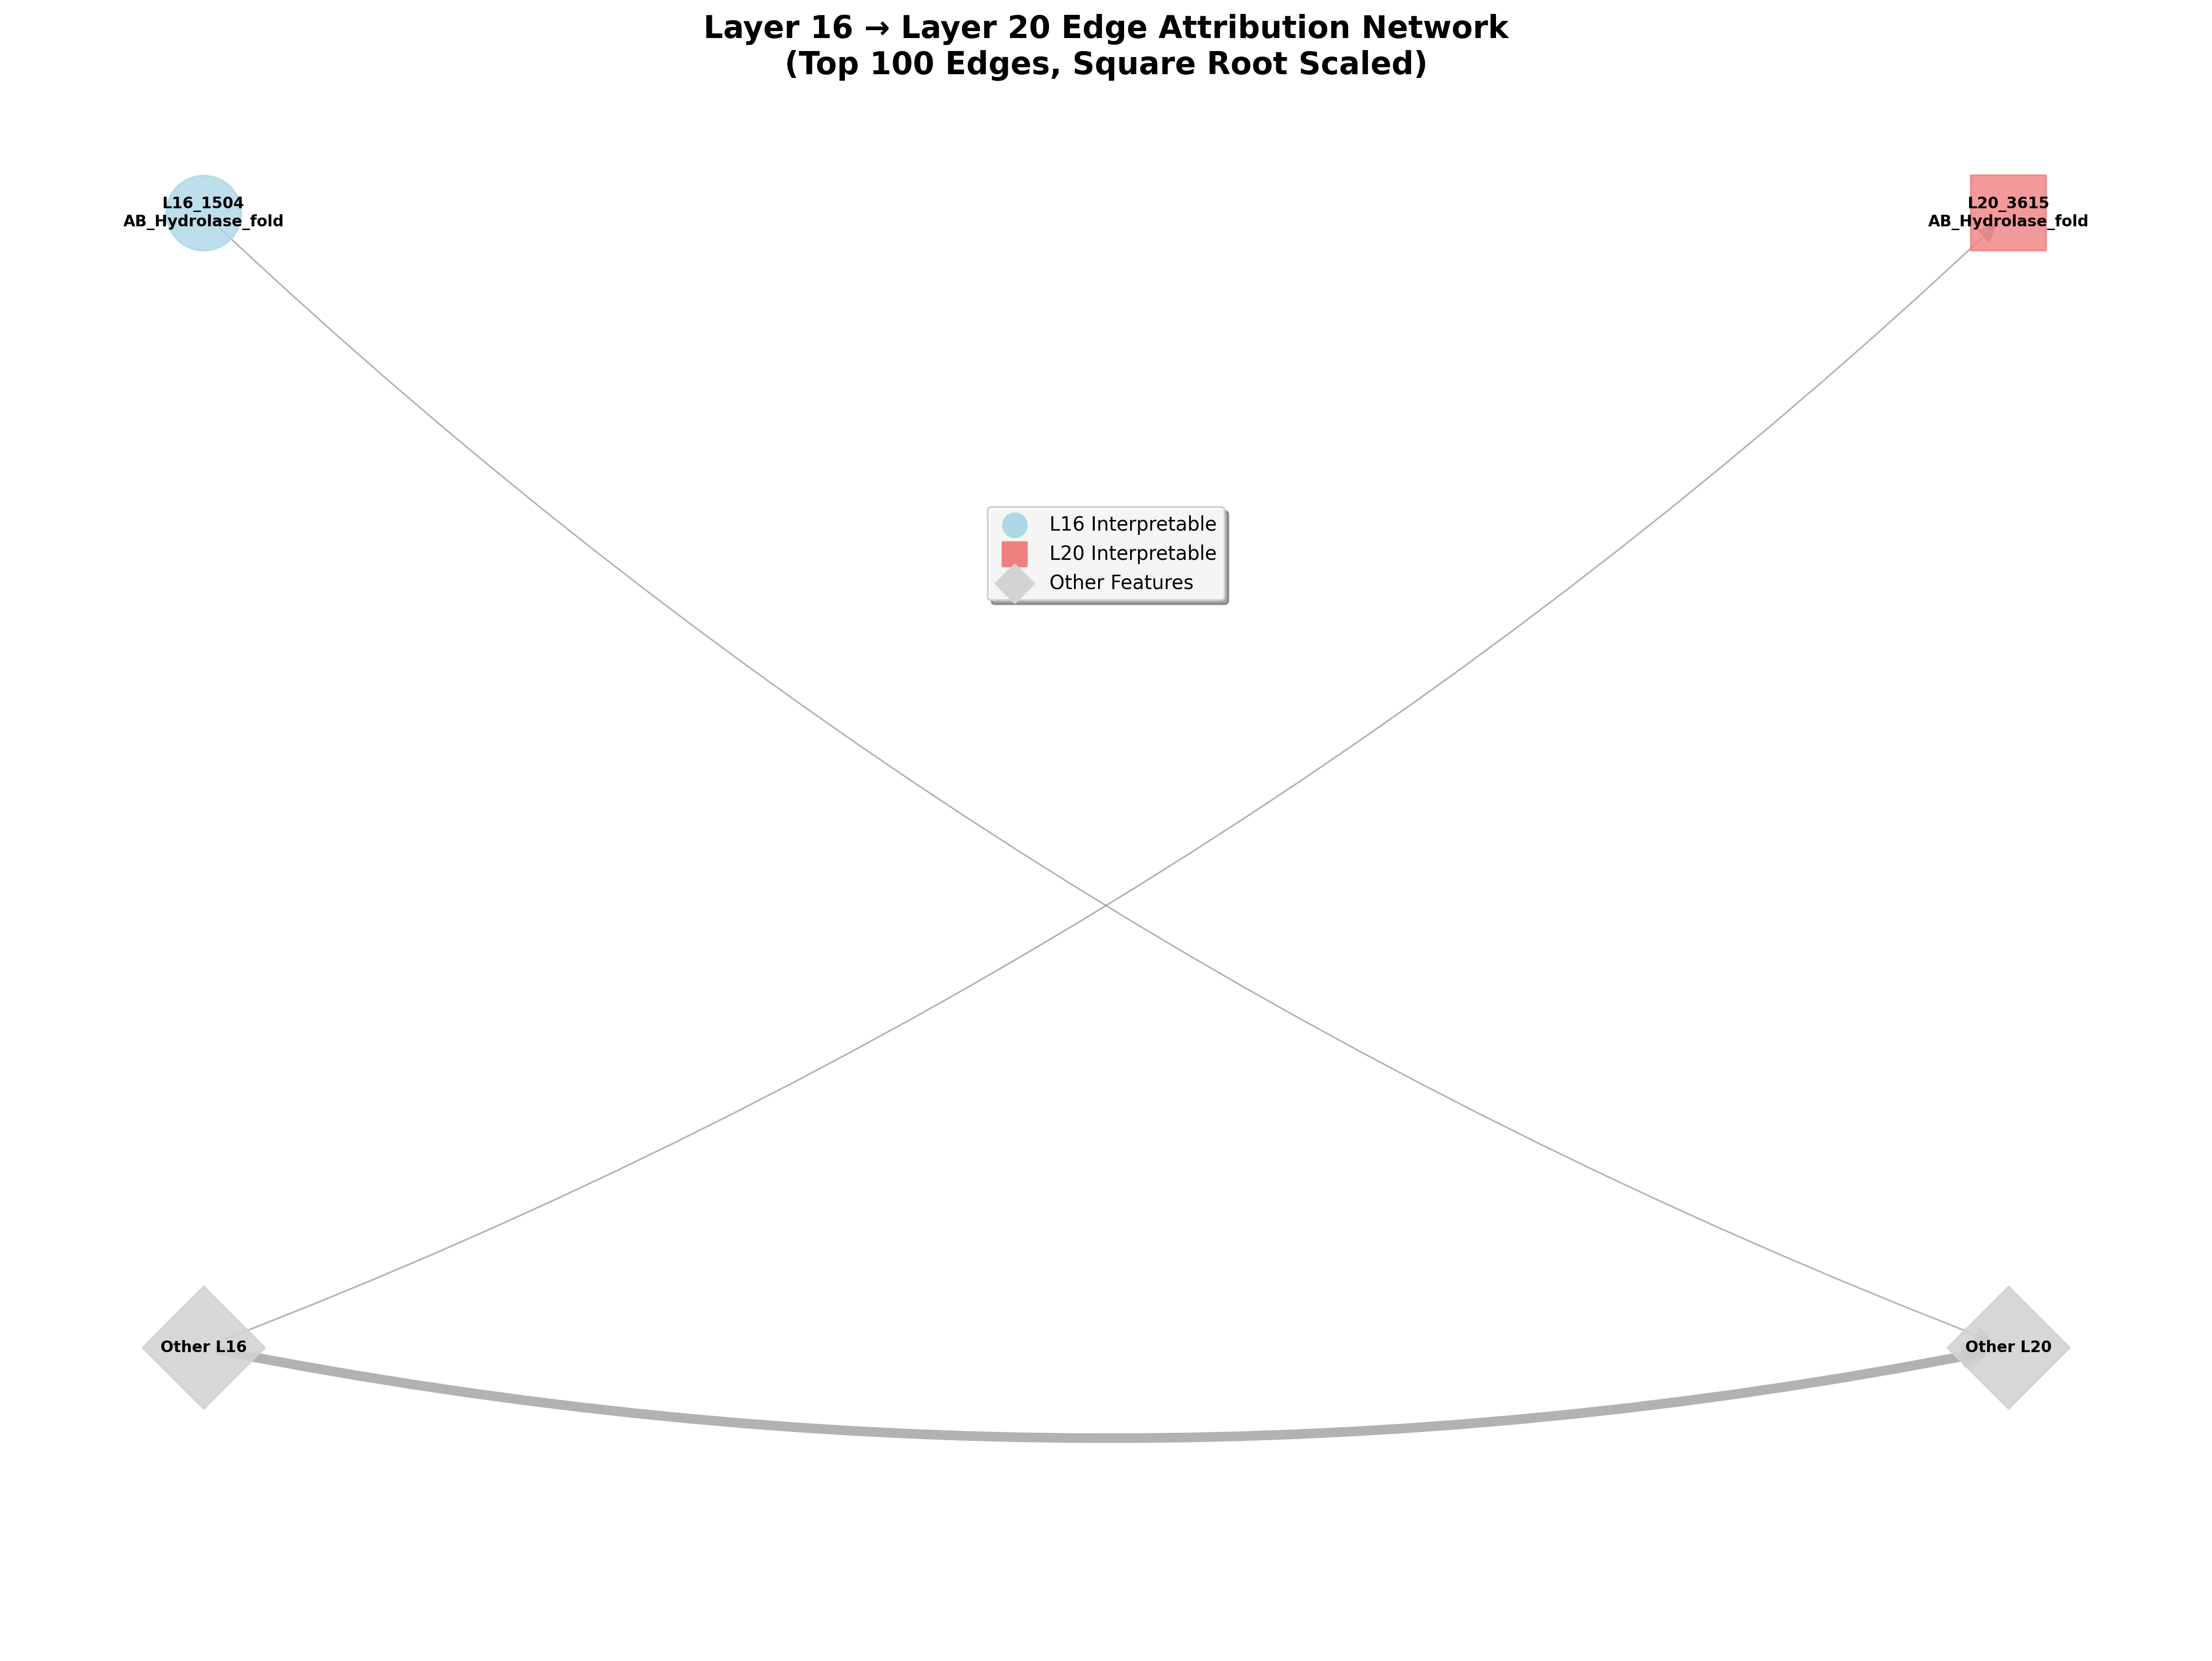 Layer 16 → Layer 20 Edge Attribution Network
(Top 100 Edges, Square Root Scaled)
L16_1504
AB_Hydrolase_fold
L20_3615
AB_Hydrolase_fold
L16 Interpretable
L20 Interpretable
Other Features
Other L16
Other L20